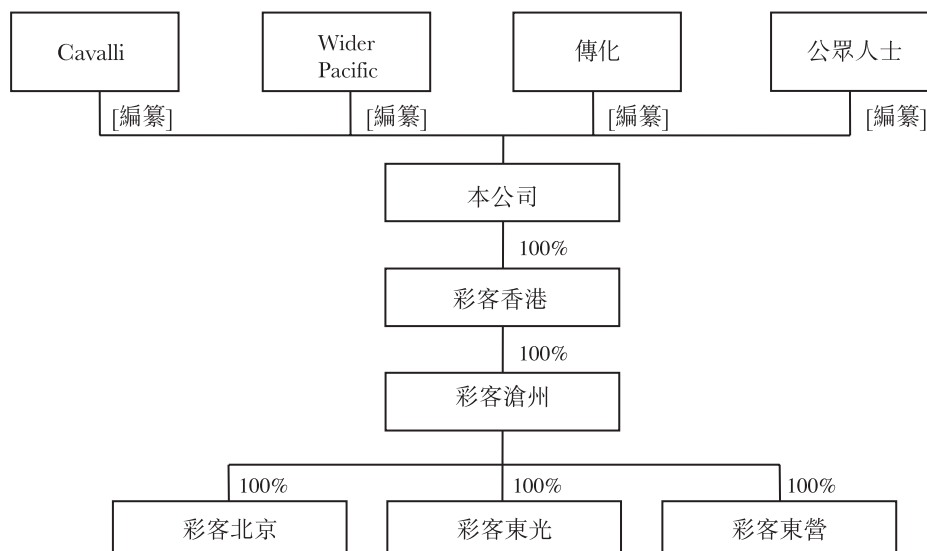 Cavalli
Wider
Pacific
傳化
公眾人士
[編纂]
[編纂]
[編纂]
[編纂]
本公司
100%
彩客香港
100%
彩客滄州
100%
100%
100%
彩客北京
彩客東光
彩客東營